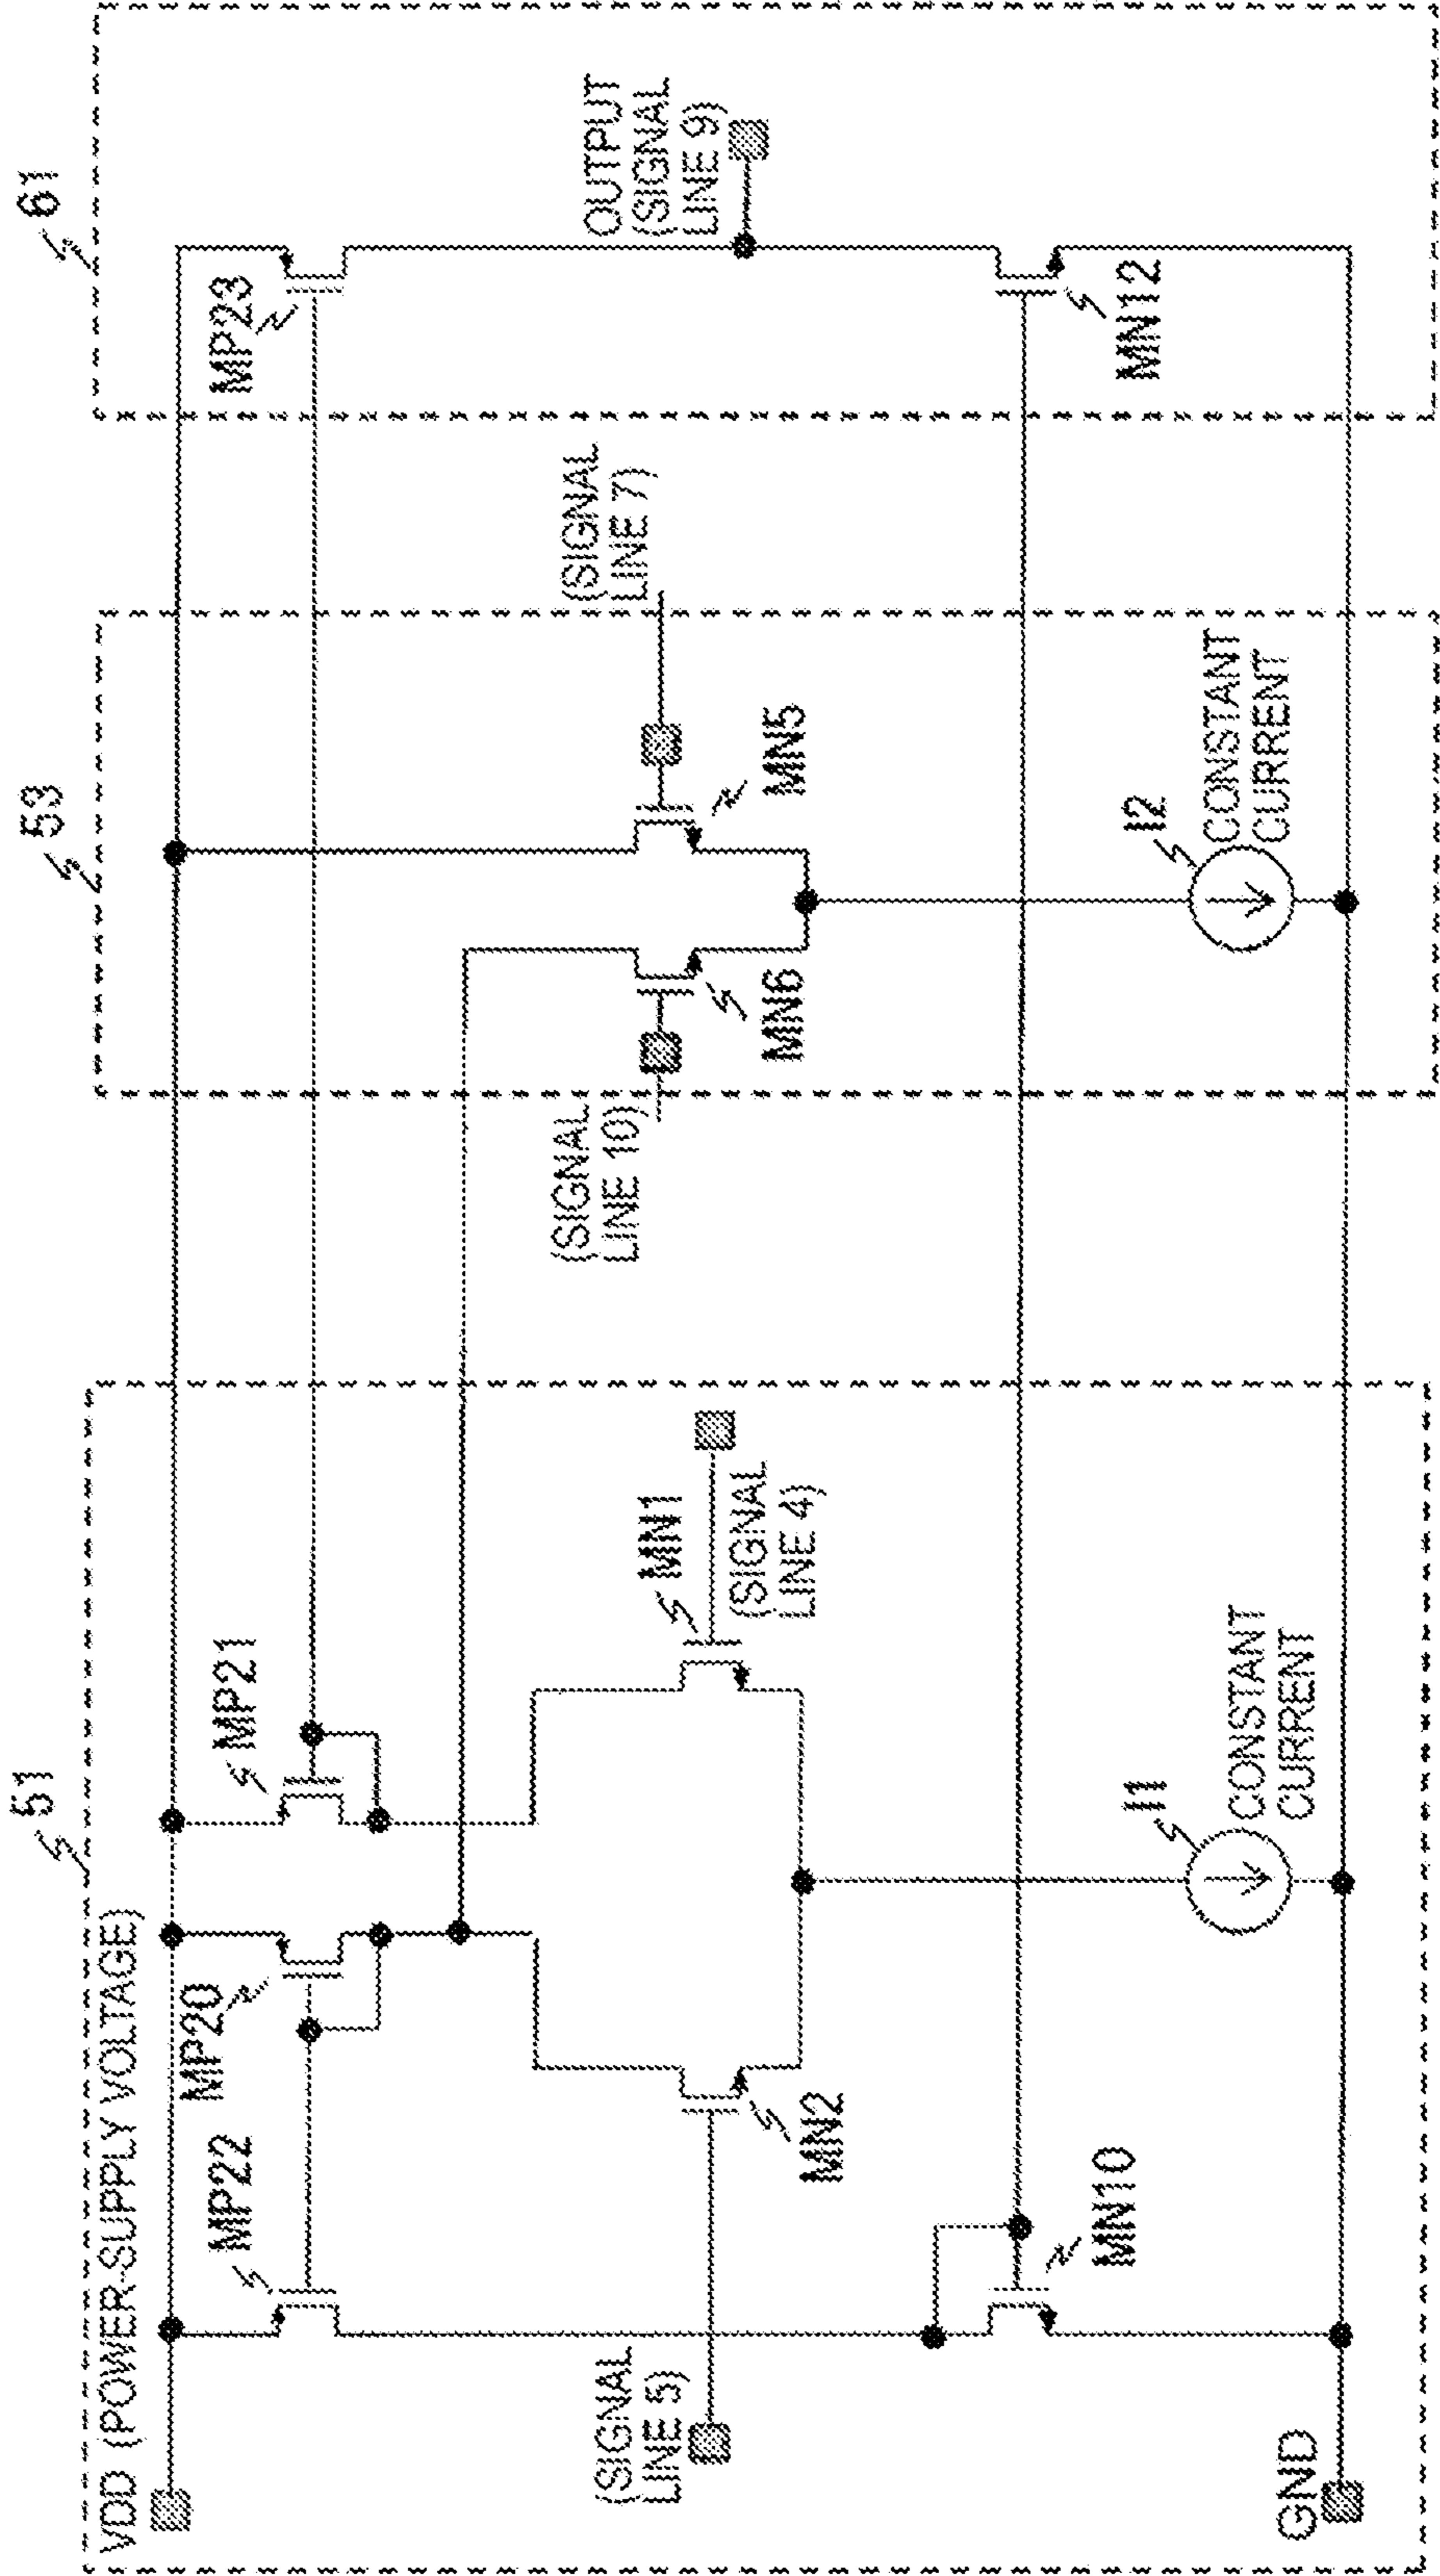 51
VDD (POWER-SUPPLY VOLTAGE)
MP22
MP20
MP21
(SIGNAL
LINE 5)
MN2
MN1
(SIGNAL
LINE 4)
MN10
I1
CONSTANT
CURRENT
GND
53
(SIGNAL
LINE 10)
MN6
MN5
(SIGNAL
LINE 7)
I2
CONSTANT
CURRENT
61
MP23
OUTPUT
(SIGNAL
LINE 9)
MN12